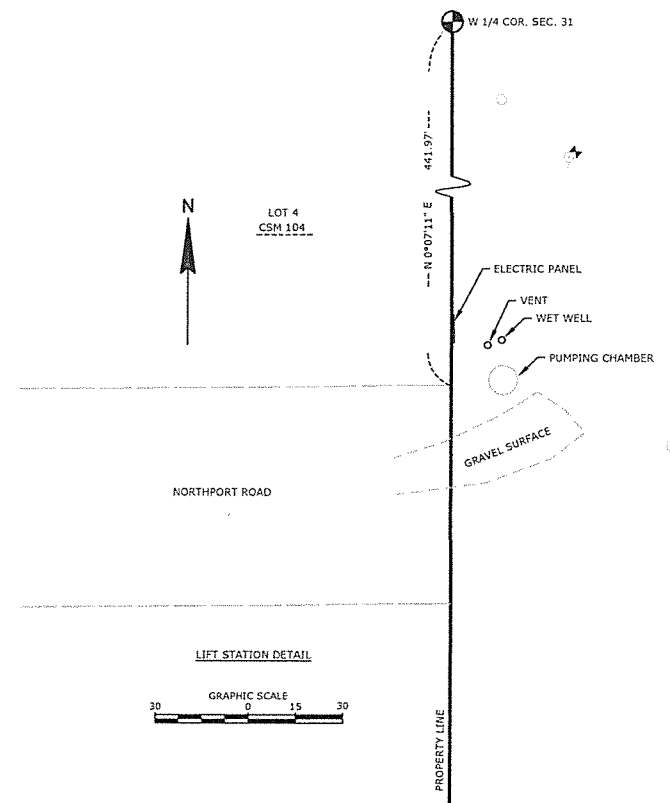 W 1/4 COR. SEC. 31
441.97'
N 0°07'11" E
N
LOT 4
CSM 104
ELECTRIC PANEL
VENT
WET WELL
PUMPING CHAMBER
GRAVEL SURFACE
NORTHPORT ROAD
LIFT STATION DETAIL
GRAPHIC SCALE
30 0 15 30
PROPERTY LINE